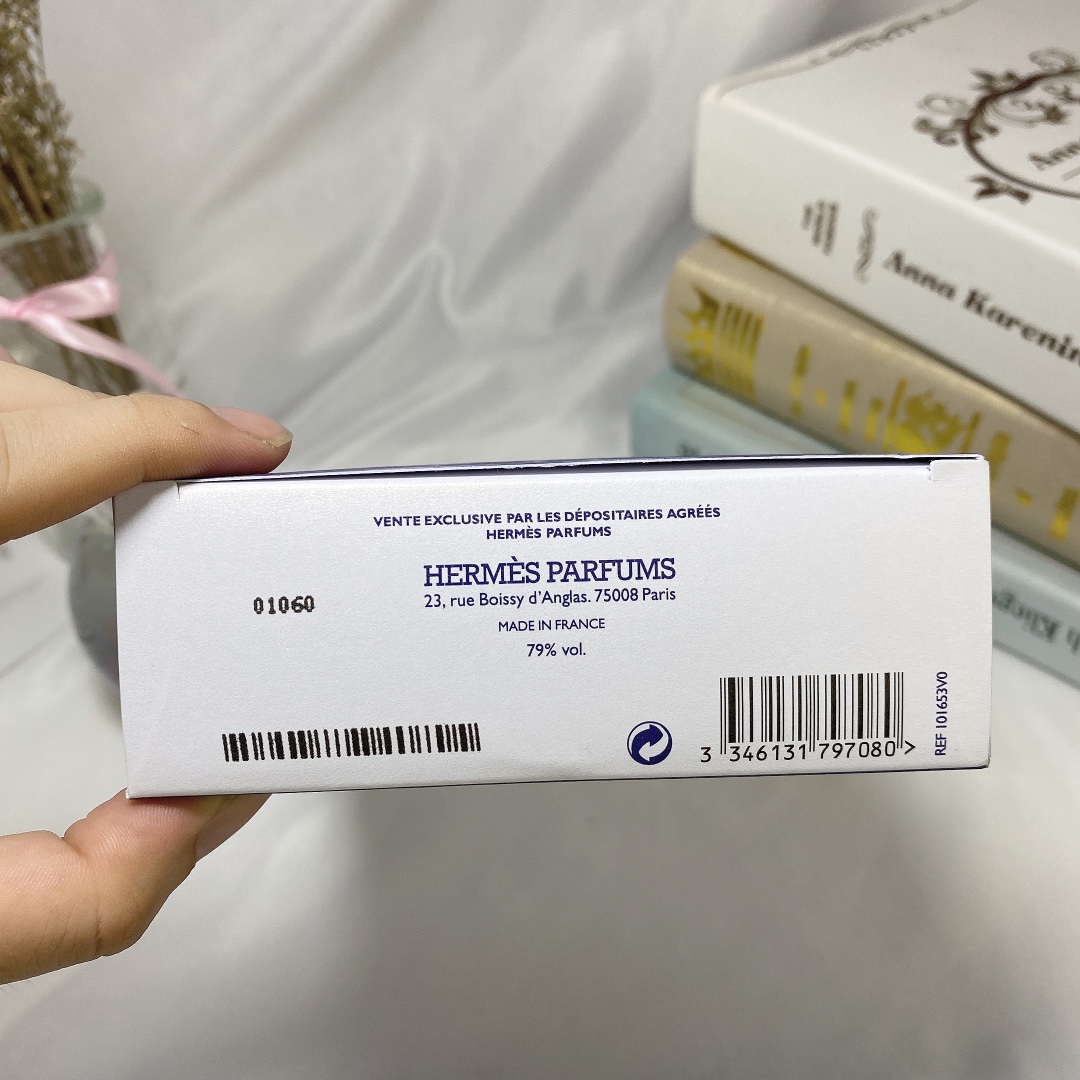 Anna Karenin
VENTE EXCLUSIVE PAR LES DÉPOSITAIRES AGRÉÉS
HERMÈS PARFUMS
HERMÈS PARFUMS
23, rue Boissy d'Anglas. 75008 Paris
MADE IN FRANCE
79% vol.
01060
3 346131 797080 >
REF 101653V0